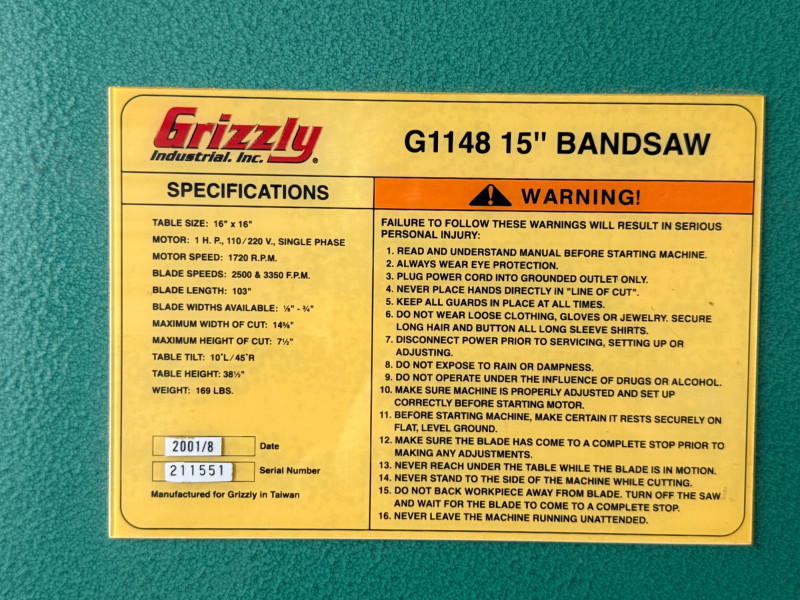 Grizzly
Industrial, Inc.®
G1148 15" BANDSAW
SPECIFICATIONS
TABLE SIZE: 16" x 16"
MOTOR: 1 H. P., 110/220 V., SINGLE PHASE
MOTOR SPEED: 1720 R.P.M.
BLADE SPEEDS: 2500 & 3350 F.P.M.
BLADE LENGTH: 103"
BLADE WIDTHS AVAILABLE: ⅛" - ¾"
MAXIMUM WIDTH OF CUT: 14⅝"
MAXIMUM HEIGHT OF CUT: 7½"
TABLE TILT: 10°L/45°R
TABLE HEIGHT: 38½"
WEIGHT: 169 LBS.
2001/8 Date
211551 Serial Number
Manufactured for Grizzly in Taiwan
WARNING!
FAILURE TO FOLLOW THESE WARNINGS WILL RESULT IN SERIOUS
PERSONAL INJURY:
1. READ AND UNDERSTAND MANUAL BEFORE STARTING MACHINE.
2. ALWAYS WEAR EYE PROTECTION.
3. PLUG POWER CORD INTO GROUNDED OUTLET ONLY.
4. NEVER PLACE HANDS DIRECTLY IN "LINE OF CUT".
5. KEEP ALL GUARDS IN PLACE AT ALL TIMES.
6. DO NOT WEAR LOOSE CLOTHING, GLOVES OR JEWELRY. SECURE
LONG HAIR AND BUTTON ALL LONG SLEEVE SHIRTS.
7. DISCONNECT POWER PRIOR TO SERVICING, SETTING UP OR
ADJUSTING.
8. DO NOT EXPOSE TO RAIN OR DAMPNESS.
9. DO NOT OPERATE UNDER THE INFLUENCE OF DRUGS OR ALCOHOL.
10. MAKE SURE MACHINE IS PROPERLY ADJUSTED AND SET UP
CORRECTLY BEFORE STARTING MOTOR.
11. BEFORE STARTING MACHINE, MAKE CERTAIN IT RESTS SECURELY ON
FLAT, LEVEL GROUND.
12. MAKE SURE THE BLADE HAS COME TO A COMPLETE STOP PRIOR TO
MAKING ANY ADJUSTMENTS.
13. NEVER REACH UNDER THE TABLE WHILE THE BLADE IS IN MOTION.
14. NEVER STAND TO THE SIDE OF THE MACHINE WHILE CUTTING.
15. DO NOT BACK WORKPIECE AWAY FROM BLADE. TURN OFF THE SAW
AND WAIT FOR THE BLADE TO COME TO A COMPLETE STOP.
16. NEVER LEAVE THE MACHINE RUNNING UNATTENDED.